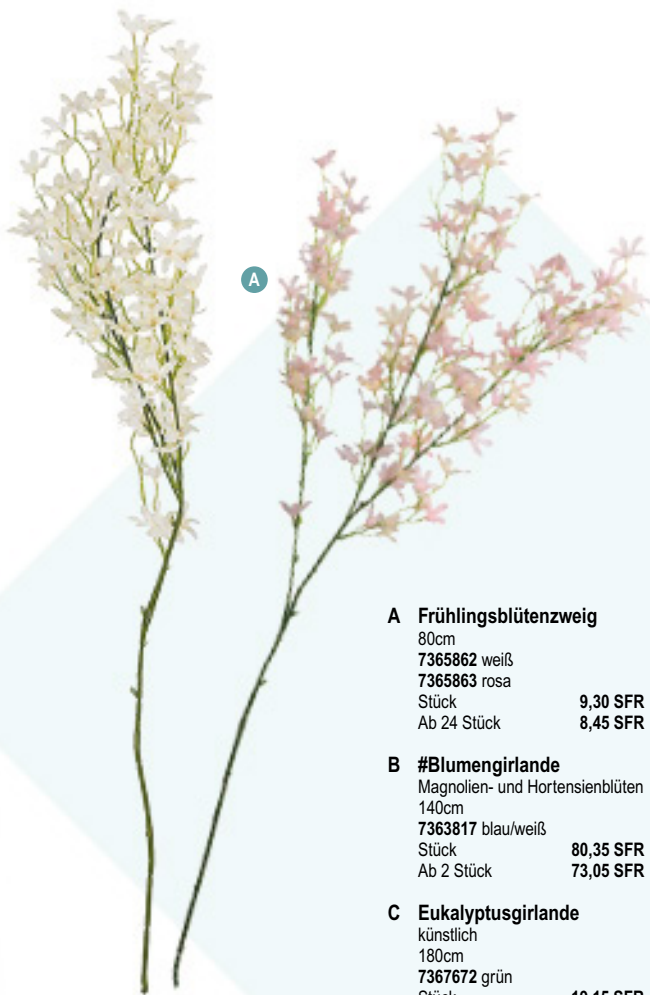 A
A Frühlingsblütenzweig
80cm
7365862 weiß
7365863 rosa
Stück 9,30 SFR
Ab 24 Stück 8,45 SFR
B #Blumengirlande
Magnolien- und Hortensienblüten
140cm
7363817 blau/weiß
Stück 80,35 SFR
Ab 2 Stück 73,05 SFR
C Eukalyptusgirlande
künstlich
180cm
7367672 grün
Stück SFR